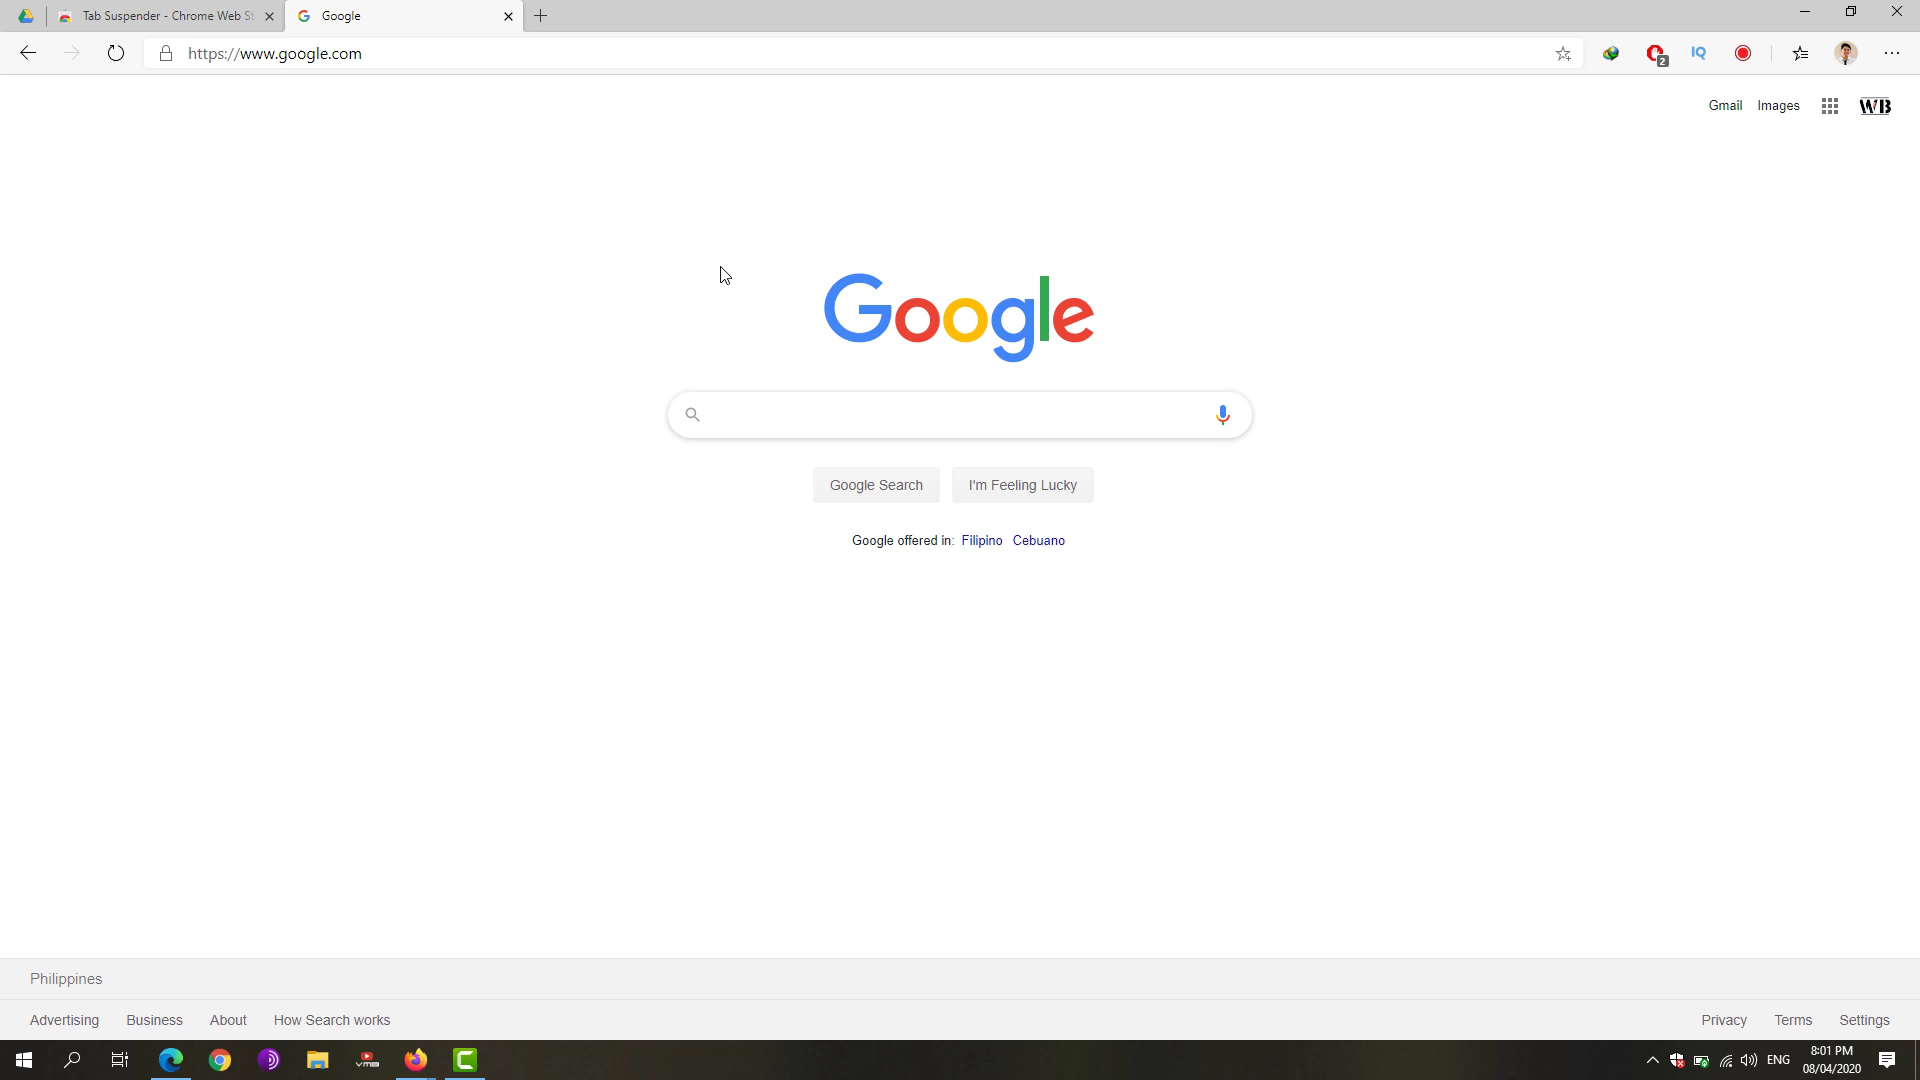 Tab Suspender - Chrome Web St
Google
https://www.google.com
2
IQ
Gmail
Images
WB
Google
Google Search
I'm Feeling Lucky
Google offered in: Filipino Cebuano
Philippines
Advertising
Business
About
How Search works
Privacy
Terms
Settings
ENG
8:01 PM
08/04/2020